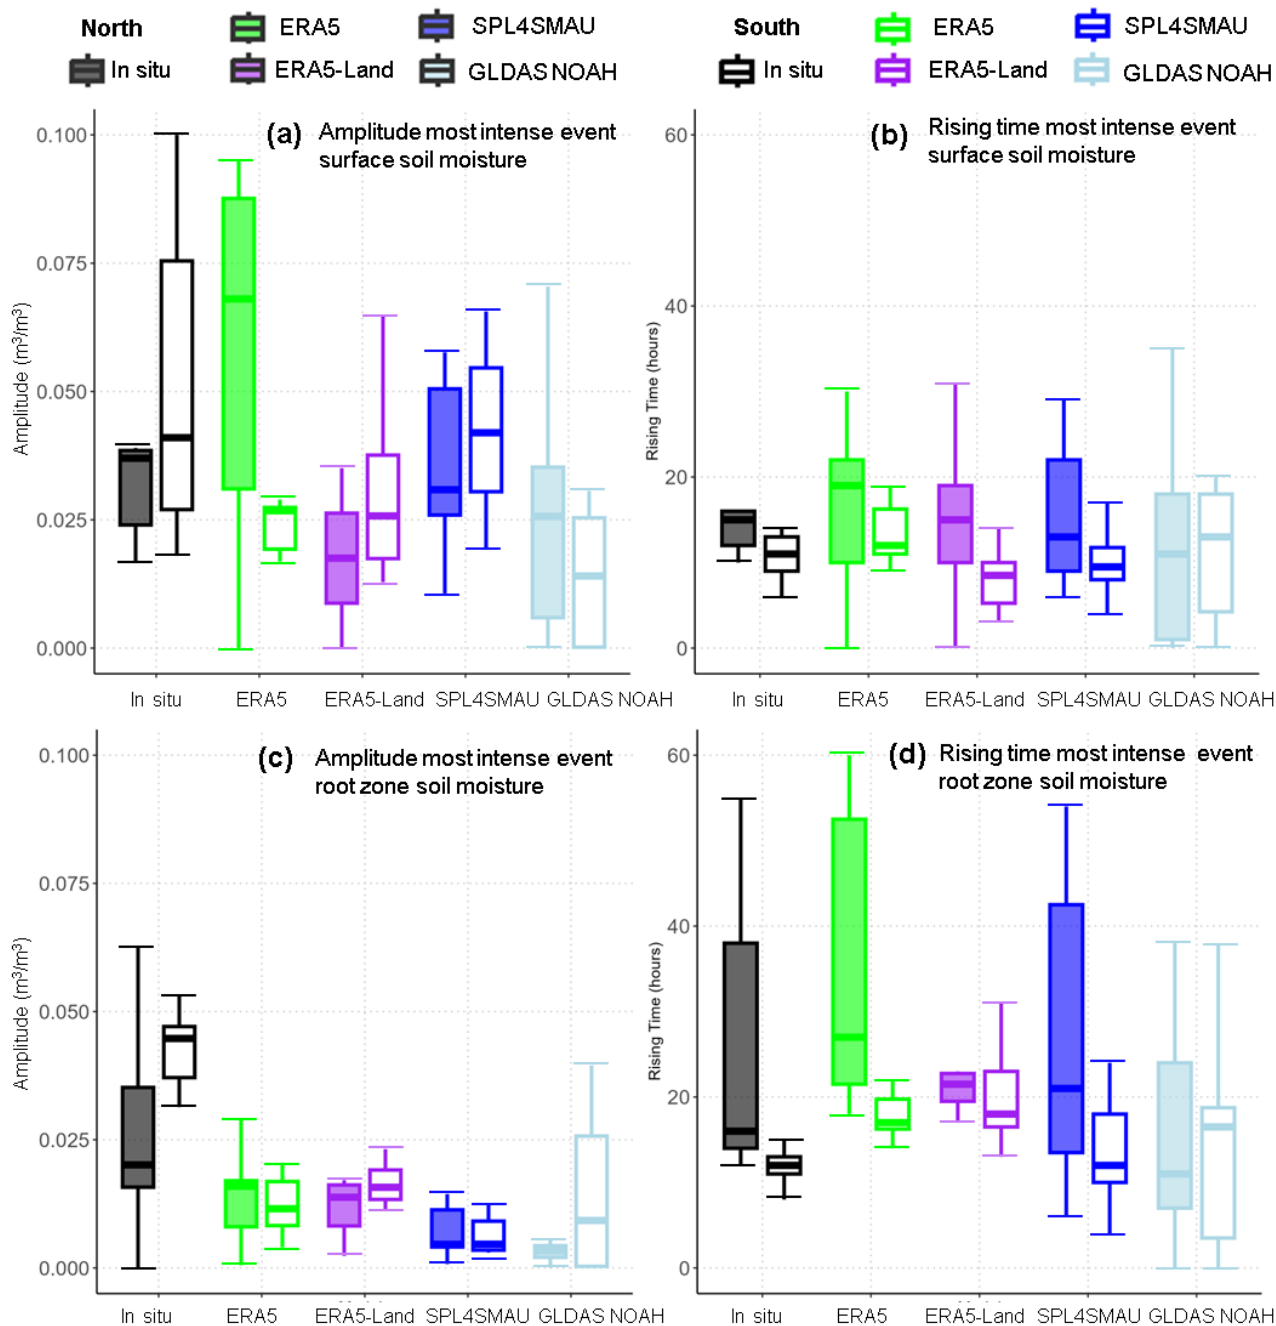 North
ERA5
SPL4SMAU
In situ
ERA5-Land
GLDAS NOAH
South
ERA5
SPL4SMAU
In situ
ERA5-Land
GLDAS NOAH
(a) Amplitude most intense event
surface soil moisture
Amplitude (m³/m³)
0.100
0.075
0.050
0.025
0.000
In situ ERA5 ERA5-Land SPL4SMAU GLDAS NOAH
(b) Rising time most intense event
surface soil moisture
Rising Time (hours)
60
40
20
0
In situ ERA5 ERA5-Land SPL4SMAU GLDAS NOAH
(c) Amplitude most intense event
root zone soil moisture
Amplitude (m³/m³)
0.100
0.075
0.050
0.025
0.000
In situ ERA5 ERA5-Land SPL4SMAU GLDAS NOAH
(d) Rising time most intense event
root zone soil moisture
Rising Time (hours)
60
40
20
0
In situ ERA5 ERA5-Land SPL4SMAU GLDAS NOAH